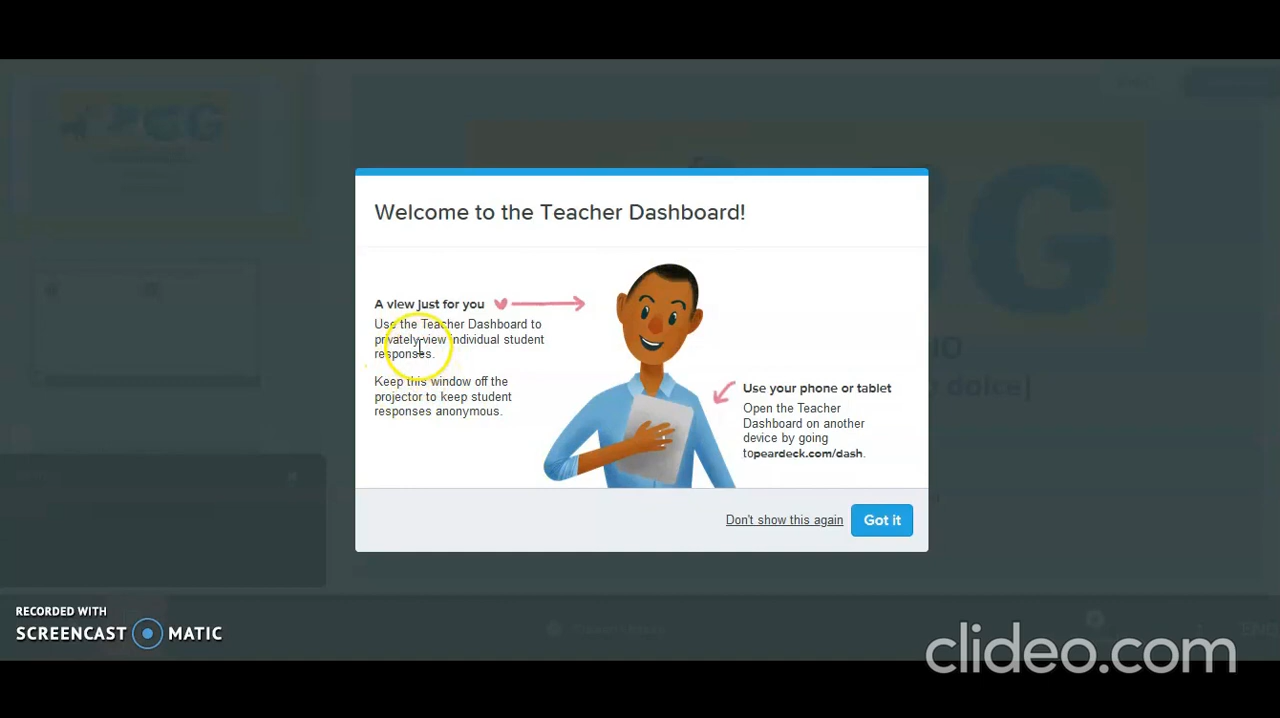 Welcome to the Teacher Dashboard!
A view just for you
Use the Teacher Dashboard to
privately view individual student
responses.
Keep this window off the
projector to keep student
responses anonymous.
Use your phone or tablet
Open the Teacher
Dashboard on another
device by going
topeardeck.com/dash.
Don't show this again
Got it
dolce]
RECORDED WITH
SCREENCAST MATIC
clideo.com